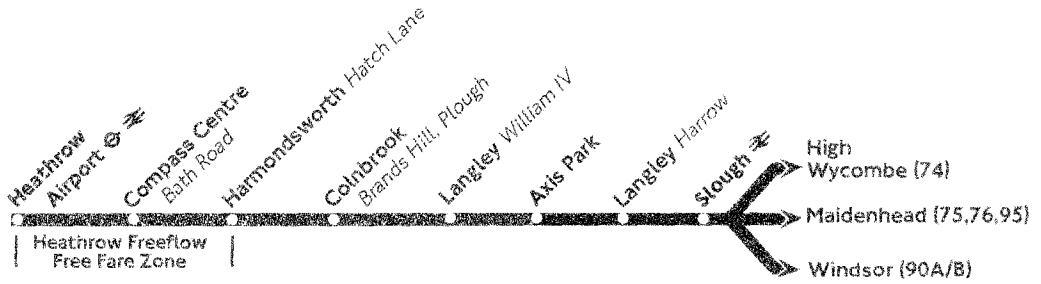 Heathrow
Airport
Compass Centre
Bath Road
Harmondsworth Hatch Lane
Colnbrook
Brands Hill, Plough
Langley William IV
Axis Park
Langley Harrow
Slough
High
Wycombe (74)
Maidenhead (75,76,95)
Windsor (90A/B)
Heathrow Freeflow
Free Fare Zone